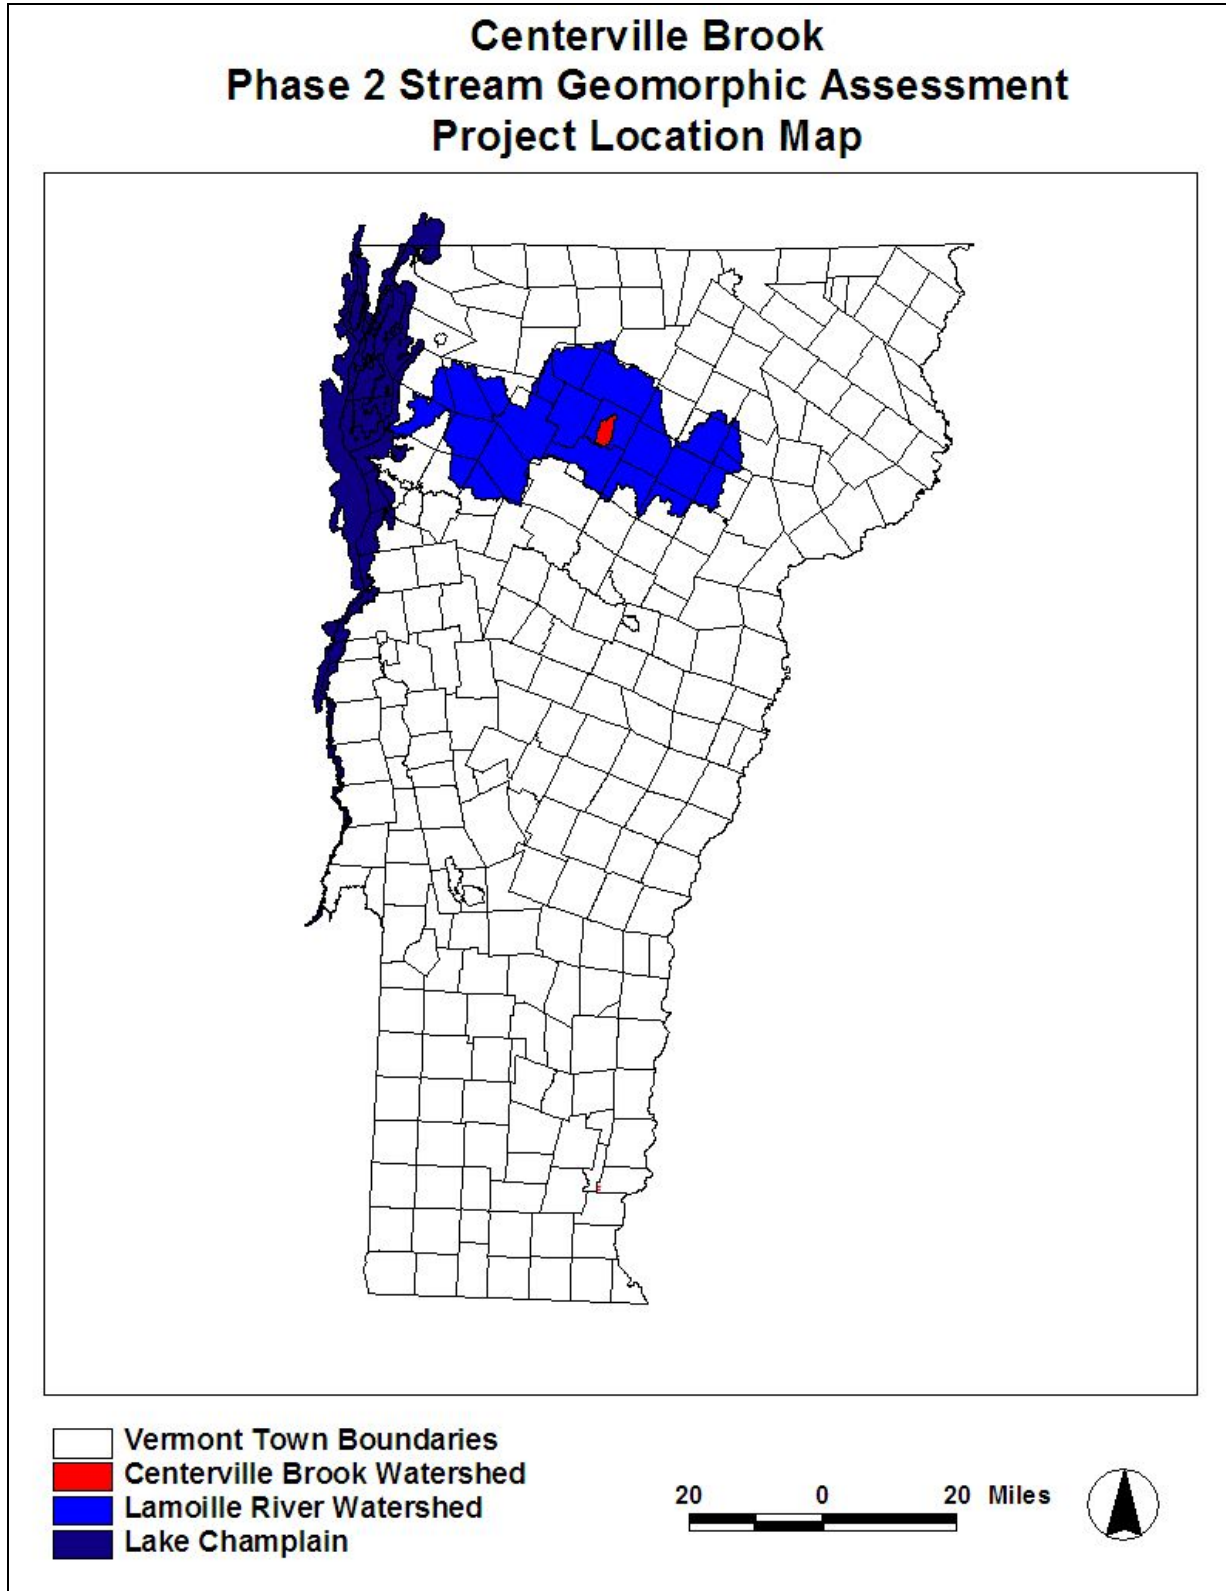 Centerville Brook
Phase 2 Stream Geomorphic Assessment
Project Location Map
Vermont Town Boundaries
Centerville Brook Watershed
Lamoille River Watershed
Lake Champlain
20 0 20 Miles